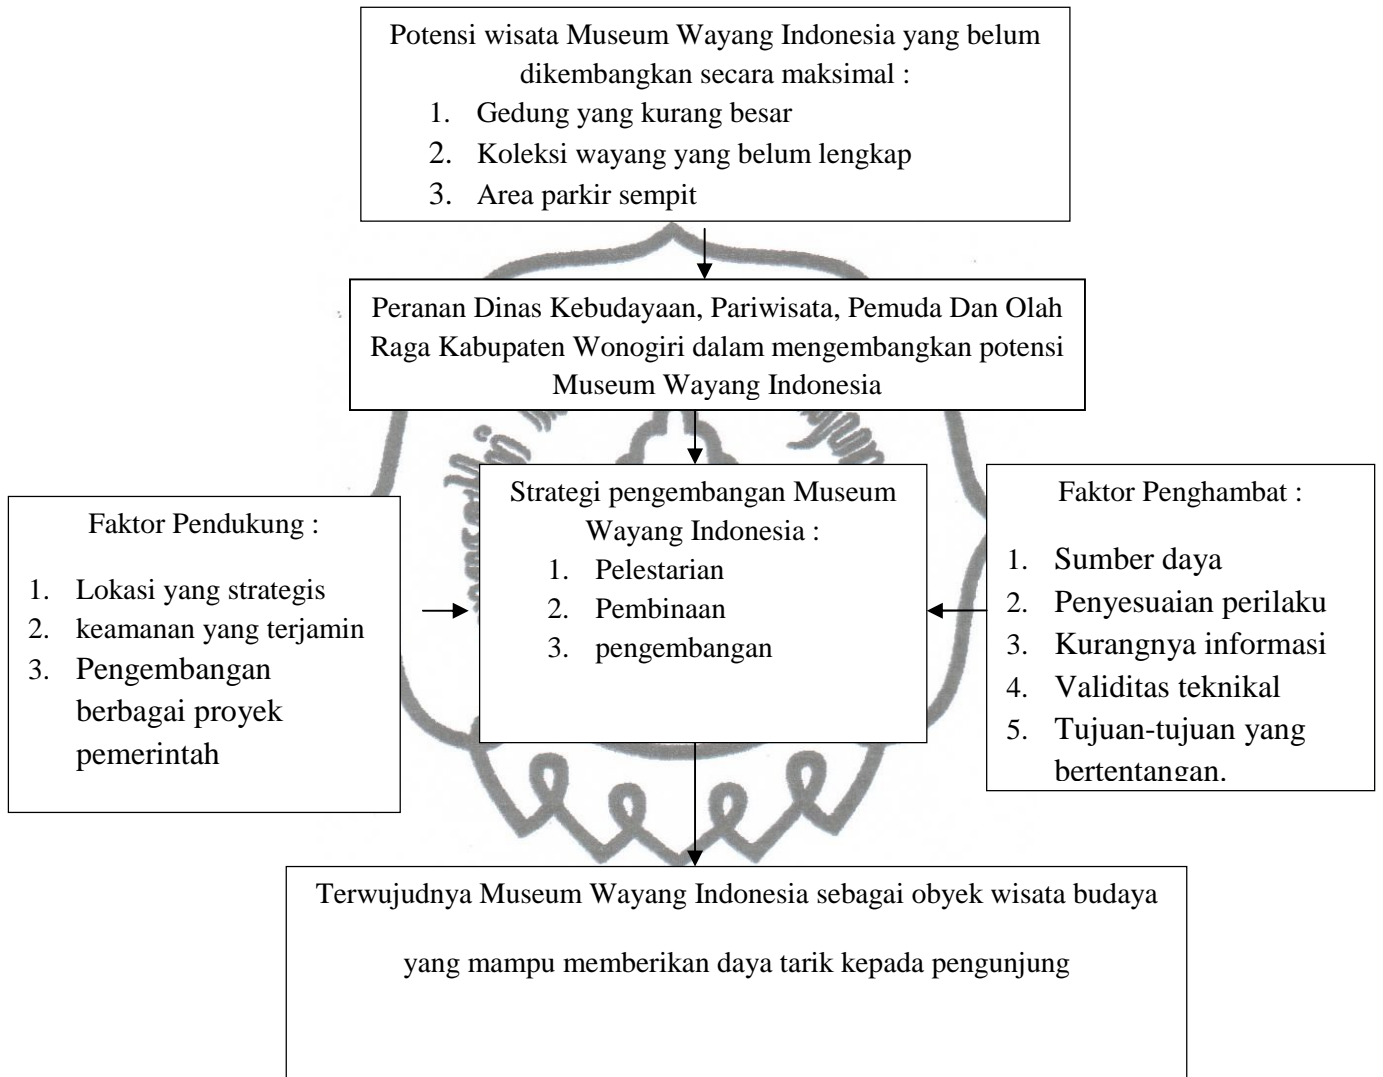 Potensi wisata Museum Wayang Indonesia yang belum
dikembangkan secara maksimal :
1. Gedung yang kurang besar
2. Koleksi wayang yang belum lengkap
3. Area parkir sempit
Peranan Dinas Kebudayaan, Pariwisata, Pemuda Dan Olah
Raga Kabupaten Wonogiri dalam mengembangkan potensi
Museum Wayang Indonesia
Faktor Pendukung :
1. Lokasi yang strategis
2. keamanan yang terjamin
3. Pengembangan
berbagai proyek
pemerintah
Strategi pengembangan Museum
Wayang Indonesia :
1. Pelestarian
2. Pembinaan
3. pengembangan
Faktor Penghambat :
1. Sumber daya
2. Penyesuaian perilaku
3. Kurangnya informasi
4. Validitas teknikal
5. Tujuan-tujuan yang
bertentangan.
Terwujudnya Museum Wayang Indonesia sebagai obyek wisata budaya
yang mampu memberikan daya tarik kepada pengunjung